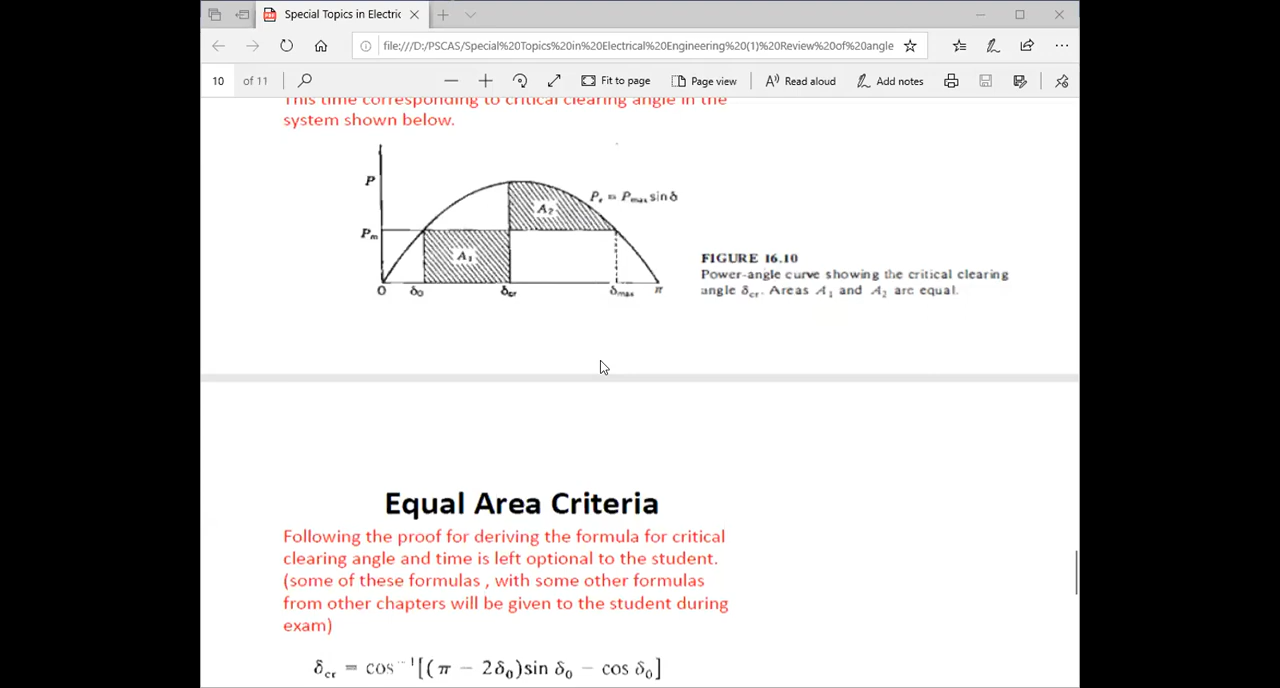 Special Topics in Electric
file:///D:/PSCAS/Special%20Topics%20in%20Electrical%20Engineering%20(1)%20Review%20of%20angle
10 of 11
Fit to page
Page view
Read aloud
Add notes
This time corresponding to critical clearing angle in the
system shown below.
P
Pₑ = Pmax sin δ
A₂
Pm
A₁
0 δ₀ δcr δmax π
FIGURE 16.10
Power-angle curve showing the critical clearing
angle δcr. Areas A₁ and A₂ are equal.
Equal Area Criteria
Following the proof for deriving the formula for critical
clearing angle and time is left optional to the student.
(some of these formulas , with some other formulas
from other chapters will be given to the student during
exam)
δcr = cos⁻¹[(π − 2δ₀)sin δ₀ − cos δ₀]